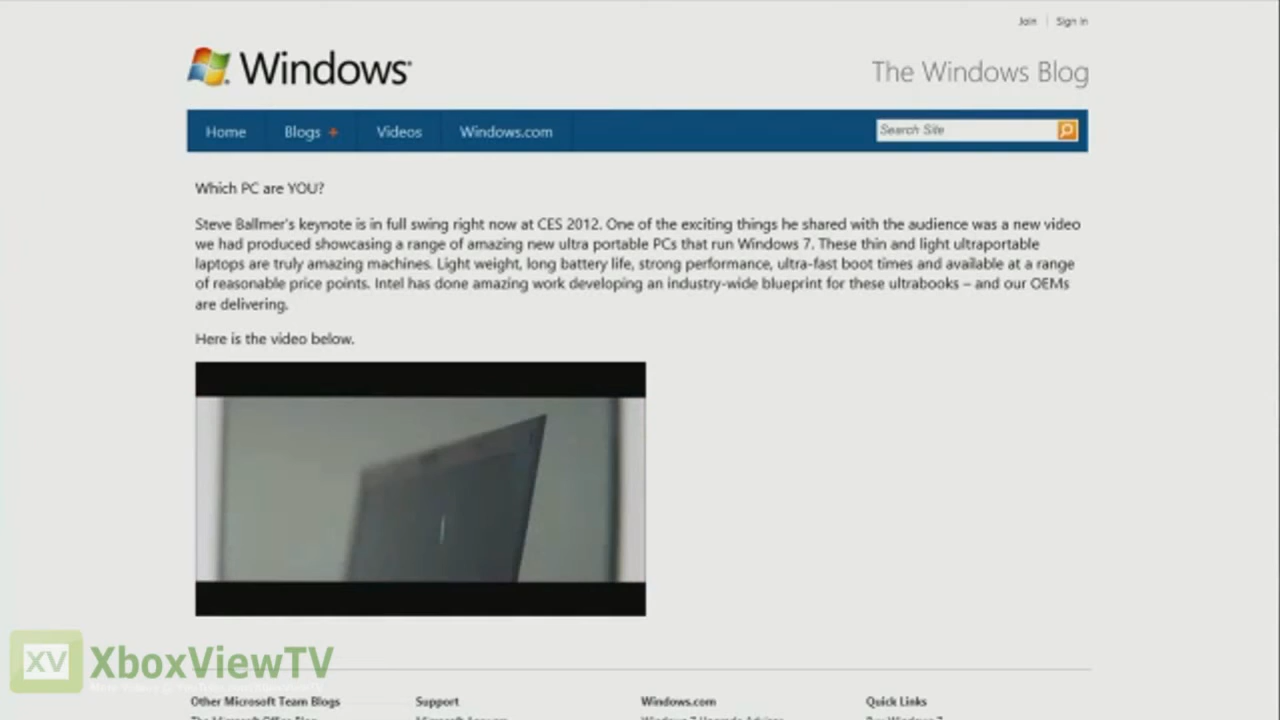 Join Sign In
Windows
The Windows Blog
Home Blogs + Videos Windows.com Search Site
Which PC are YOU?
Steve Ballmer's keynote is in full swing right now at CES 2012. One of the exciting things he shared with the audience was a new video
we had produced showcasing a range of amazing new ultra portable PCs that run Windows 7. These thin and light ultraportable
laptops are truly amazing machines. Light weight, long battery life, strong performance, ultra-fast boot times and available at a range
of reasonable price points. Intel has done amazing work developing an industry-wide blueprint for these ultrabooks – and our OEMs
are delivering.
Here is the video below.
XV XboxViewTV
Other Microsoft Team Blogs Support Windows.com Quick Links